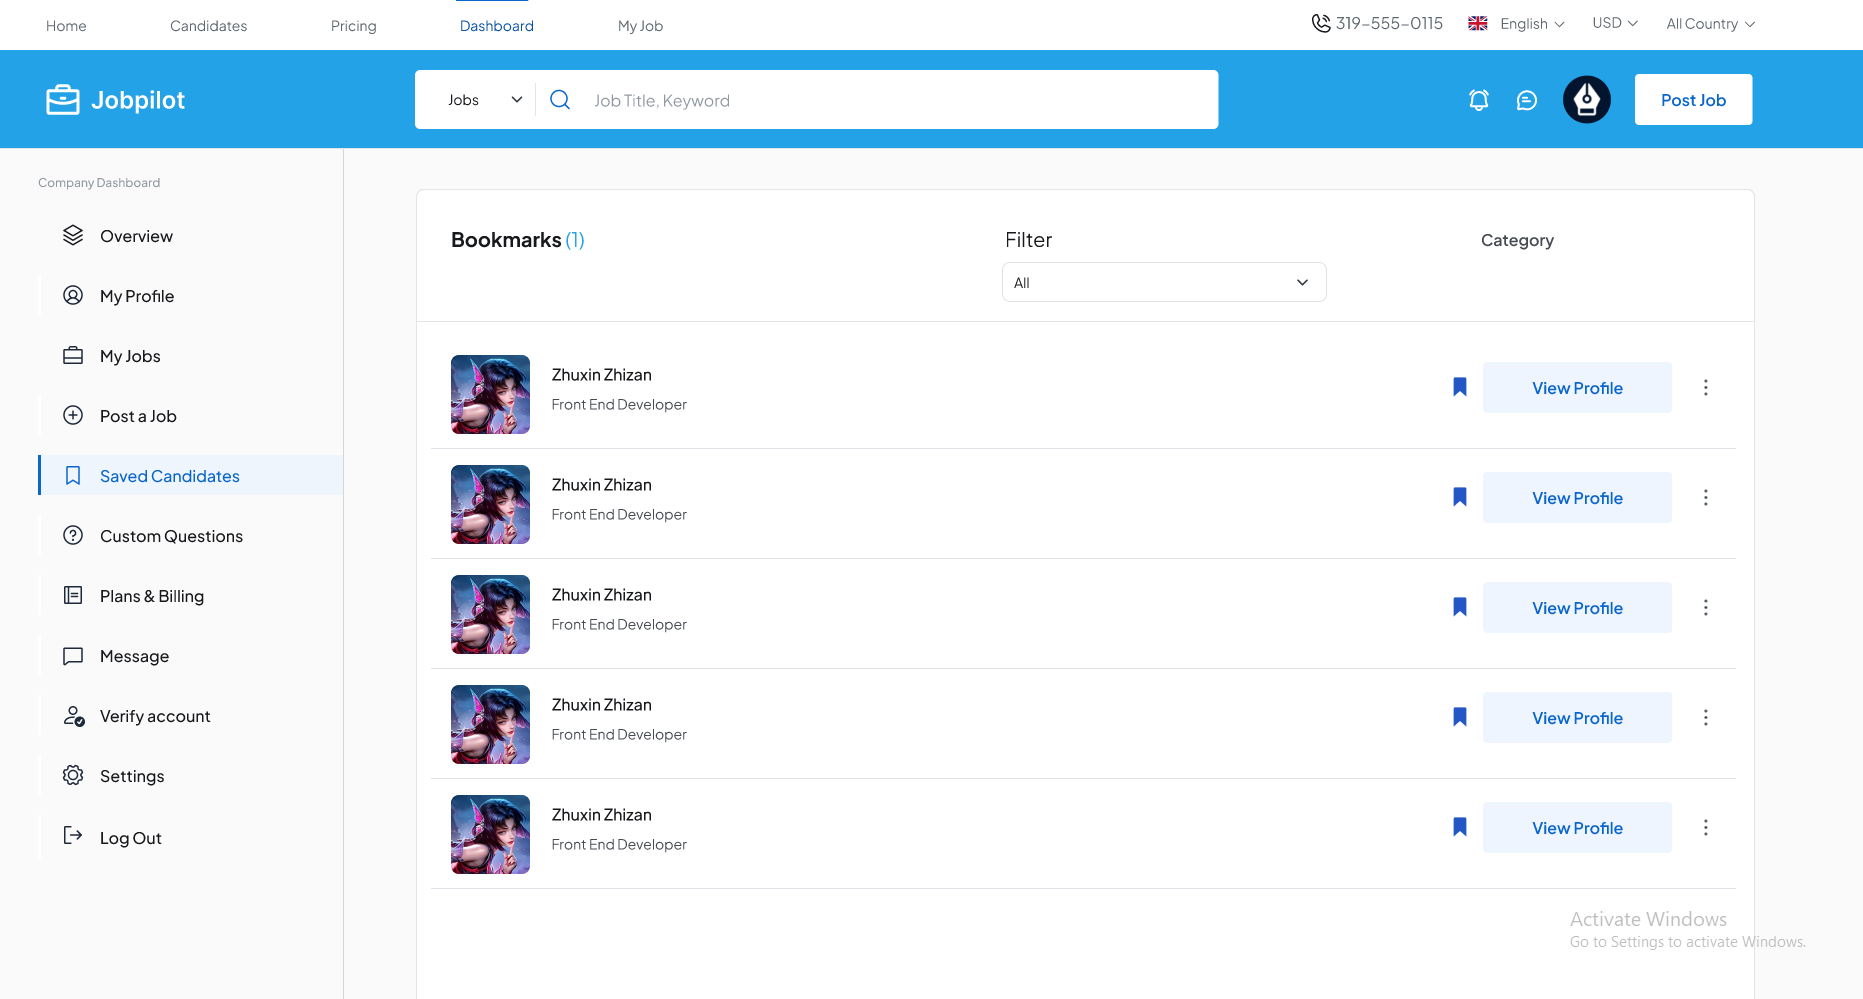 Home Candidates Pricing Dashboard My Job 319-555-0115 English USD All Country
Jobpilot Jobs Job Title, Keyword Post Job
Company Dashboard
Overview
My Profile
My Jobs
Post a Job
Saved Candidates
Custom Questions
Plans & Billing
Message
Verify account
Settings
Log Out
Bookmarks (1) Filter Category
All
Zhuxin Zhizan
Front End Developer
View Profile
Zhuxin Zhizan
Front End Developer
View Profile
Zhuxin Zhizan
Front End Developer
View Profile
Zhuxin Zhizan
Front End Developer
View Profile
Zhuxin Zhizan
Front End Developer
View Profile
Activate Windows
Go to Settings to activate Windows.